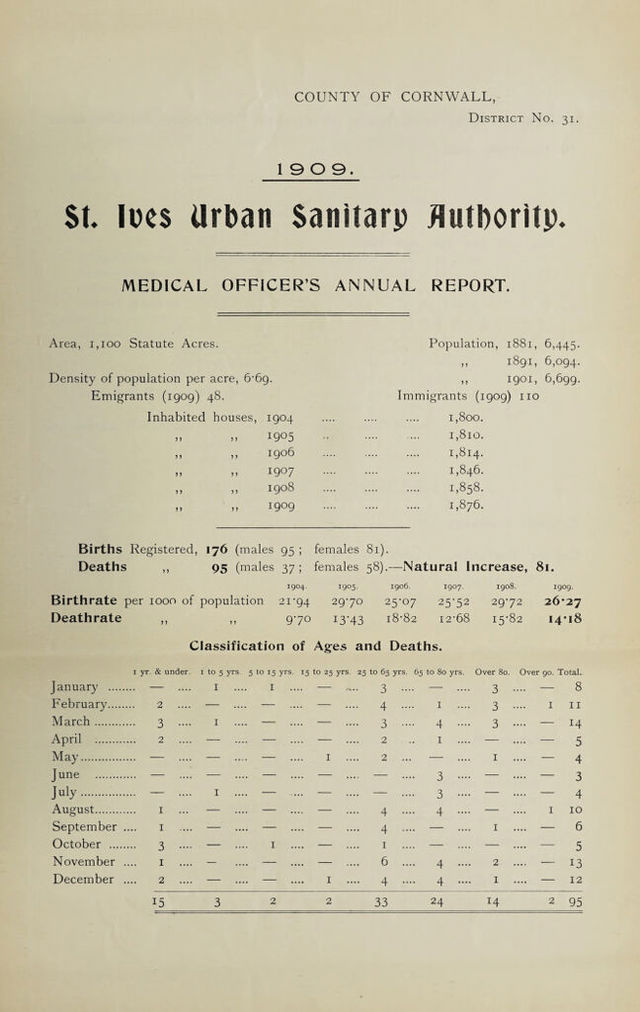 COUNTY OF CORNWALL,
DISTRICT NO. 31.
1909.
St. Ives Urban Sanitary Authority.
MEDICAL OFFICER'S ANNUAL REPORT.
Area, 1,100 Statute Acres. Population, 1881, 6,445.
,, 1891, 6,094.
Density of population per acre, 6·69. ,, 1901, 6,699.
Emigrants (1909) 48. Immigrants (1909) 110
Inhabited houses, 1904 .... .... .... 1,800.
,, ,, 1905 .. .... ... 1,810.
,, ,, 1906 .... .... .... 1,814.
,, ,, 1907 .... .... .... 1,846.
,, ,, 1908 .... .... .... 1,858.
,, ,, 1909 .... .... .... 1,876.
Births Registered, 176 (males 95 ; females 81).
Deaths ,, 95 (males 37 ; females 58).—Natural Increase, 81.
1904. 1905. 1906. 1907. 1908. 1909.
Birthrate per 1000 of population 21·94 29·70 25·07 25·52 29·72 26·27
Deathrate ,, ,, 9·70 13·43 18·82 12·68 15·82 14·18
Classification of Ages and Deaths.
1 yr. & under. 1 to 5 yrs. 5 to 15 yrs. 15 to 25 yrs. 25 to 65 yrs. 65 to 80 yrs. Over 80. Over 90. Total.
January ........ — .... 1 .... 1 .... — .... 3 .... — .... 3 .... — 8
February........ 2 .... — .... — .... — .... 4 .... 1 .... 3 .... 1 11
March ............ 3 .... 1 .... — .... — .... 3 .... 4 .... 3 .... — 14
April ............ 2 .... — .... — .... — .... 2 .. 1 .... — .... — 5
May................ — .... — .... — .... 1 .... 2 ... — .... 1 .... — 4
June ............ — .... — .... — .... — .... — .... 3 .... — .... — 3
July................ — .... 1 .... — .... — .... — .... 3 .... — .... — 4
August............ 1 ... — .... — .... — .... 4 .... 4 .... — .... 1 10
September .... 1 .... — .... — .... — .... 4 .... — .... 1 .... — 6
October ........ 3 .... — .... 1 .... — .... 1 .... — .... — .... — 5
November .... 1 .... — .... — .... — .... 6 .... 4 .... 2 .... — 13
December .... 2 .... — .... — .... 1 .... 4 .... 4 .... 1 .... — 12
15 3 2 2 33 24 14 2 95